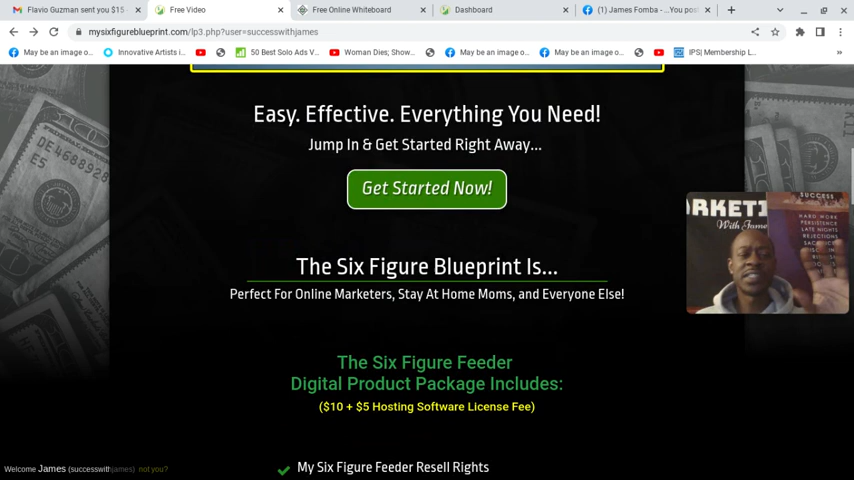 Flavio Guzman sent you $15
Free Video
Free Online Whiteboard
Dashboard
(1) James Fomba - ...You pos
mysixfigureblueprint.com/lp3.php?user=successwithjames
May be an image o...
Innovative Artists i...
50 Best Solo Ads V...
Woman Dies; Show...
May be an image o...
May be an image o...
IPS| Membership L...
Easy. Effective. Everything You Need!
Jump In & Get Started Right Away...
Get Started Now!
The Six Figure Blueprint Is...
Perfect For Online Marketers, Stay At Home Moms, and Everyone Else!
The Six Figure Feeder
Digital Product Package Includes:
($10 + $5 Hosting Software License Fee)
My Six Figure Feeder Resell Rights
Welcome James (successwithjames) not you?
RKETI
With Jame
SUCCESS
HARD WORK
PERSISTENCE
LATE NIGHTS
REJECTIONS
DE4688928
E5